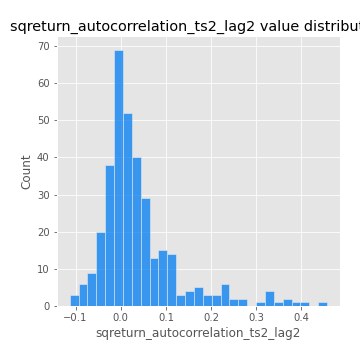 sqreturn_autocorrelation_ts2_lag2 value distribut
70
60
50
40
30
20
10
0
Count
−0.1 0.0 0.1 0.2 0.3 0.4
sqreturn_autocorrelation_ts2_lag2